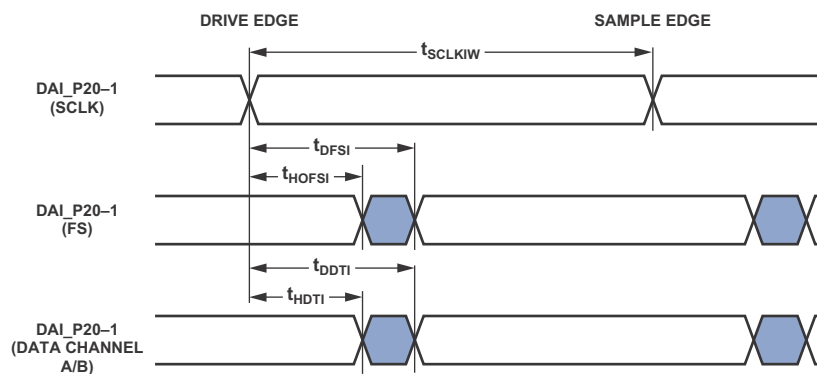 DRIVE EDGE
SAMPLE EDGE
tSCLKIW
DAI_P20–1
(SCLK)
tDFSI
tHOFSI
DAI_P20–1
(FS)
tDDTI
tHDTI
DAI_P20–1
(DATA CHANNEL
A/B)